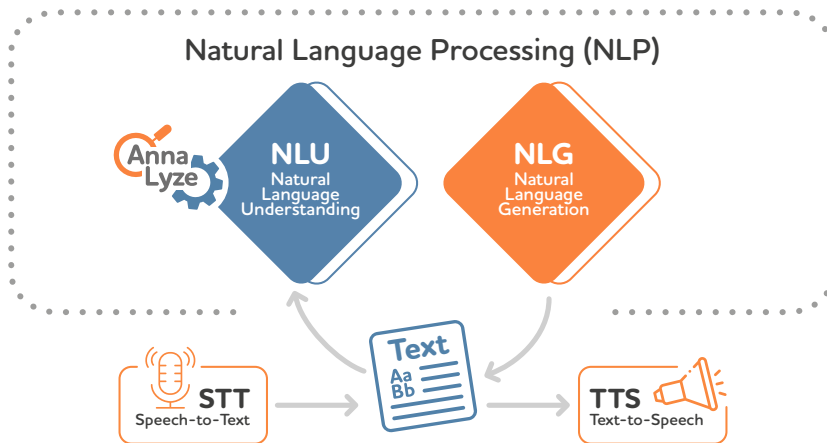 Natural Language Processing (NLP)
Anna
Lyze
NLU
Natural
Language
Understanding
NLG
Natural
Language
Generation
Text
Aa
Bb
STT
Speech-to-Text
TTS
Text-to-Speech